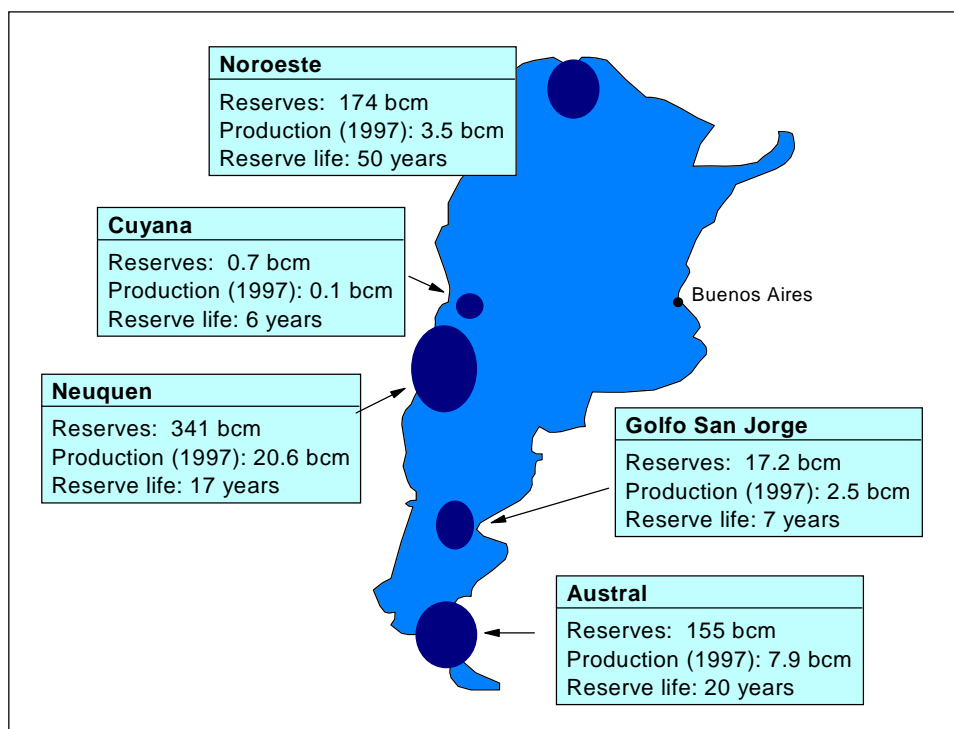 Noroeste
Reserves: 174 bcm
Production (1997): 3.5 bcm
Reserve life: 50 years
Cuyana
Reserves: 0.7 bcm
Production (1997): 0.1 bcm
Reserve life: 6 years
Buenos Aires
Neuquen
Reserves: 341 bcm
Production (1997): 20.6 bcm
Reserve life: 17 years
Golfo San Jorge
Reserves: 17.2 bcm
Production (1997): 2.5 bcm
Reserve life: 7 years
Austral
Reserves: 155 bcm
Production (1997): 7.9 bcm
Reserve life: 20 years